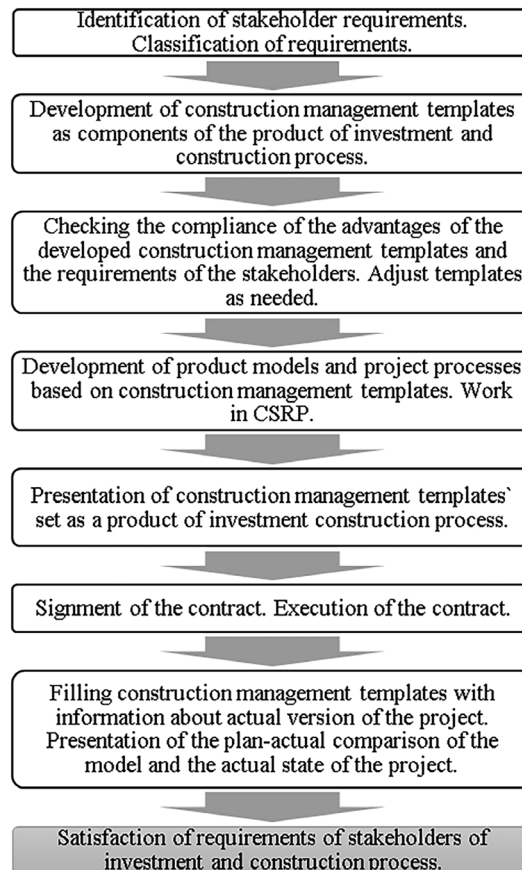 Identification of stakeholder requirements.
Classification of requirements.
Development of construction management templates
as components of the product of investment and
construction process.
Checking the compliance of the advantages of the
developed construction management templates and
the requirements of the stakeholders. Adjust templates
as needed.
Development of product models and project processes
based on construction management templates. Work
in CSRP.
Presentation of construction management templates`
set as a product of investment construction process.
Signment of the contract. Execution of the contract.
Filling construction management templates with
information about actual version of the project.
Presentation of the plan-actual comparison of the
model and the actual state of the project.
Satisfaction of requirements of stakeholders of
investment and construction process.